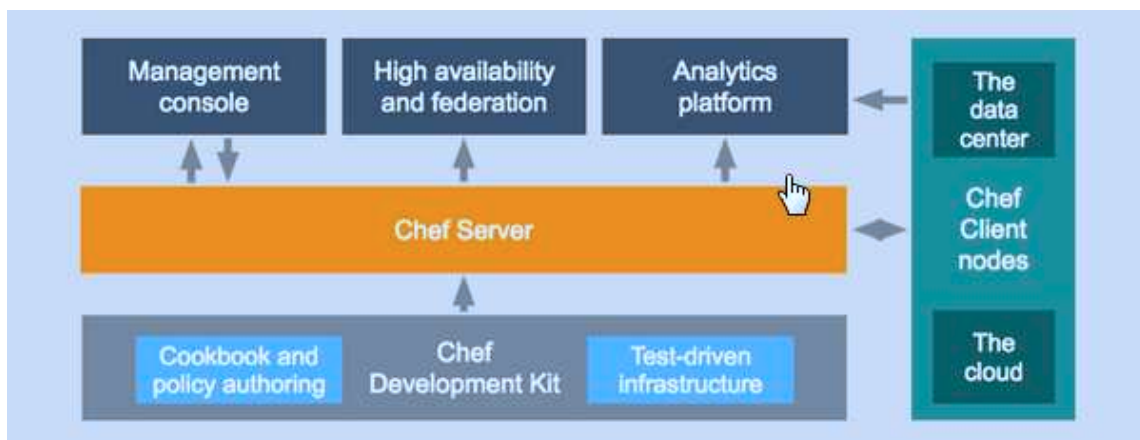 Management
console
High availability
and federation
Analytics
platform
The
data
center
Chef Server
Chef
Client
nodes
Cookbook and
policy authoring
Chef
Development Kit
Test-driven
infrastructure
The
cloud